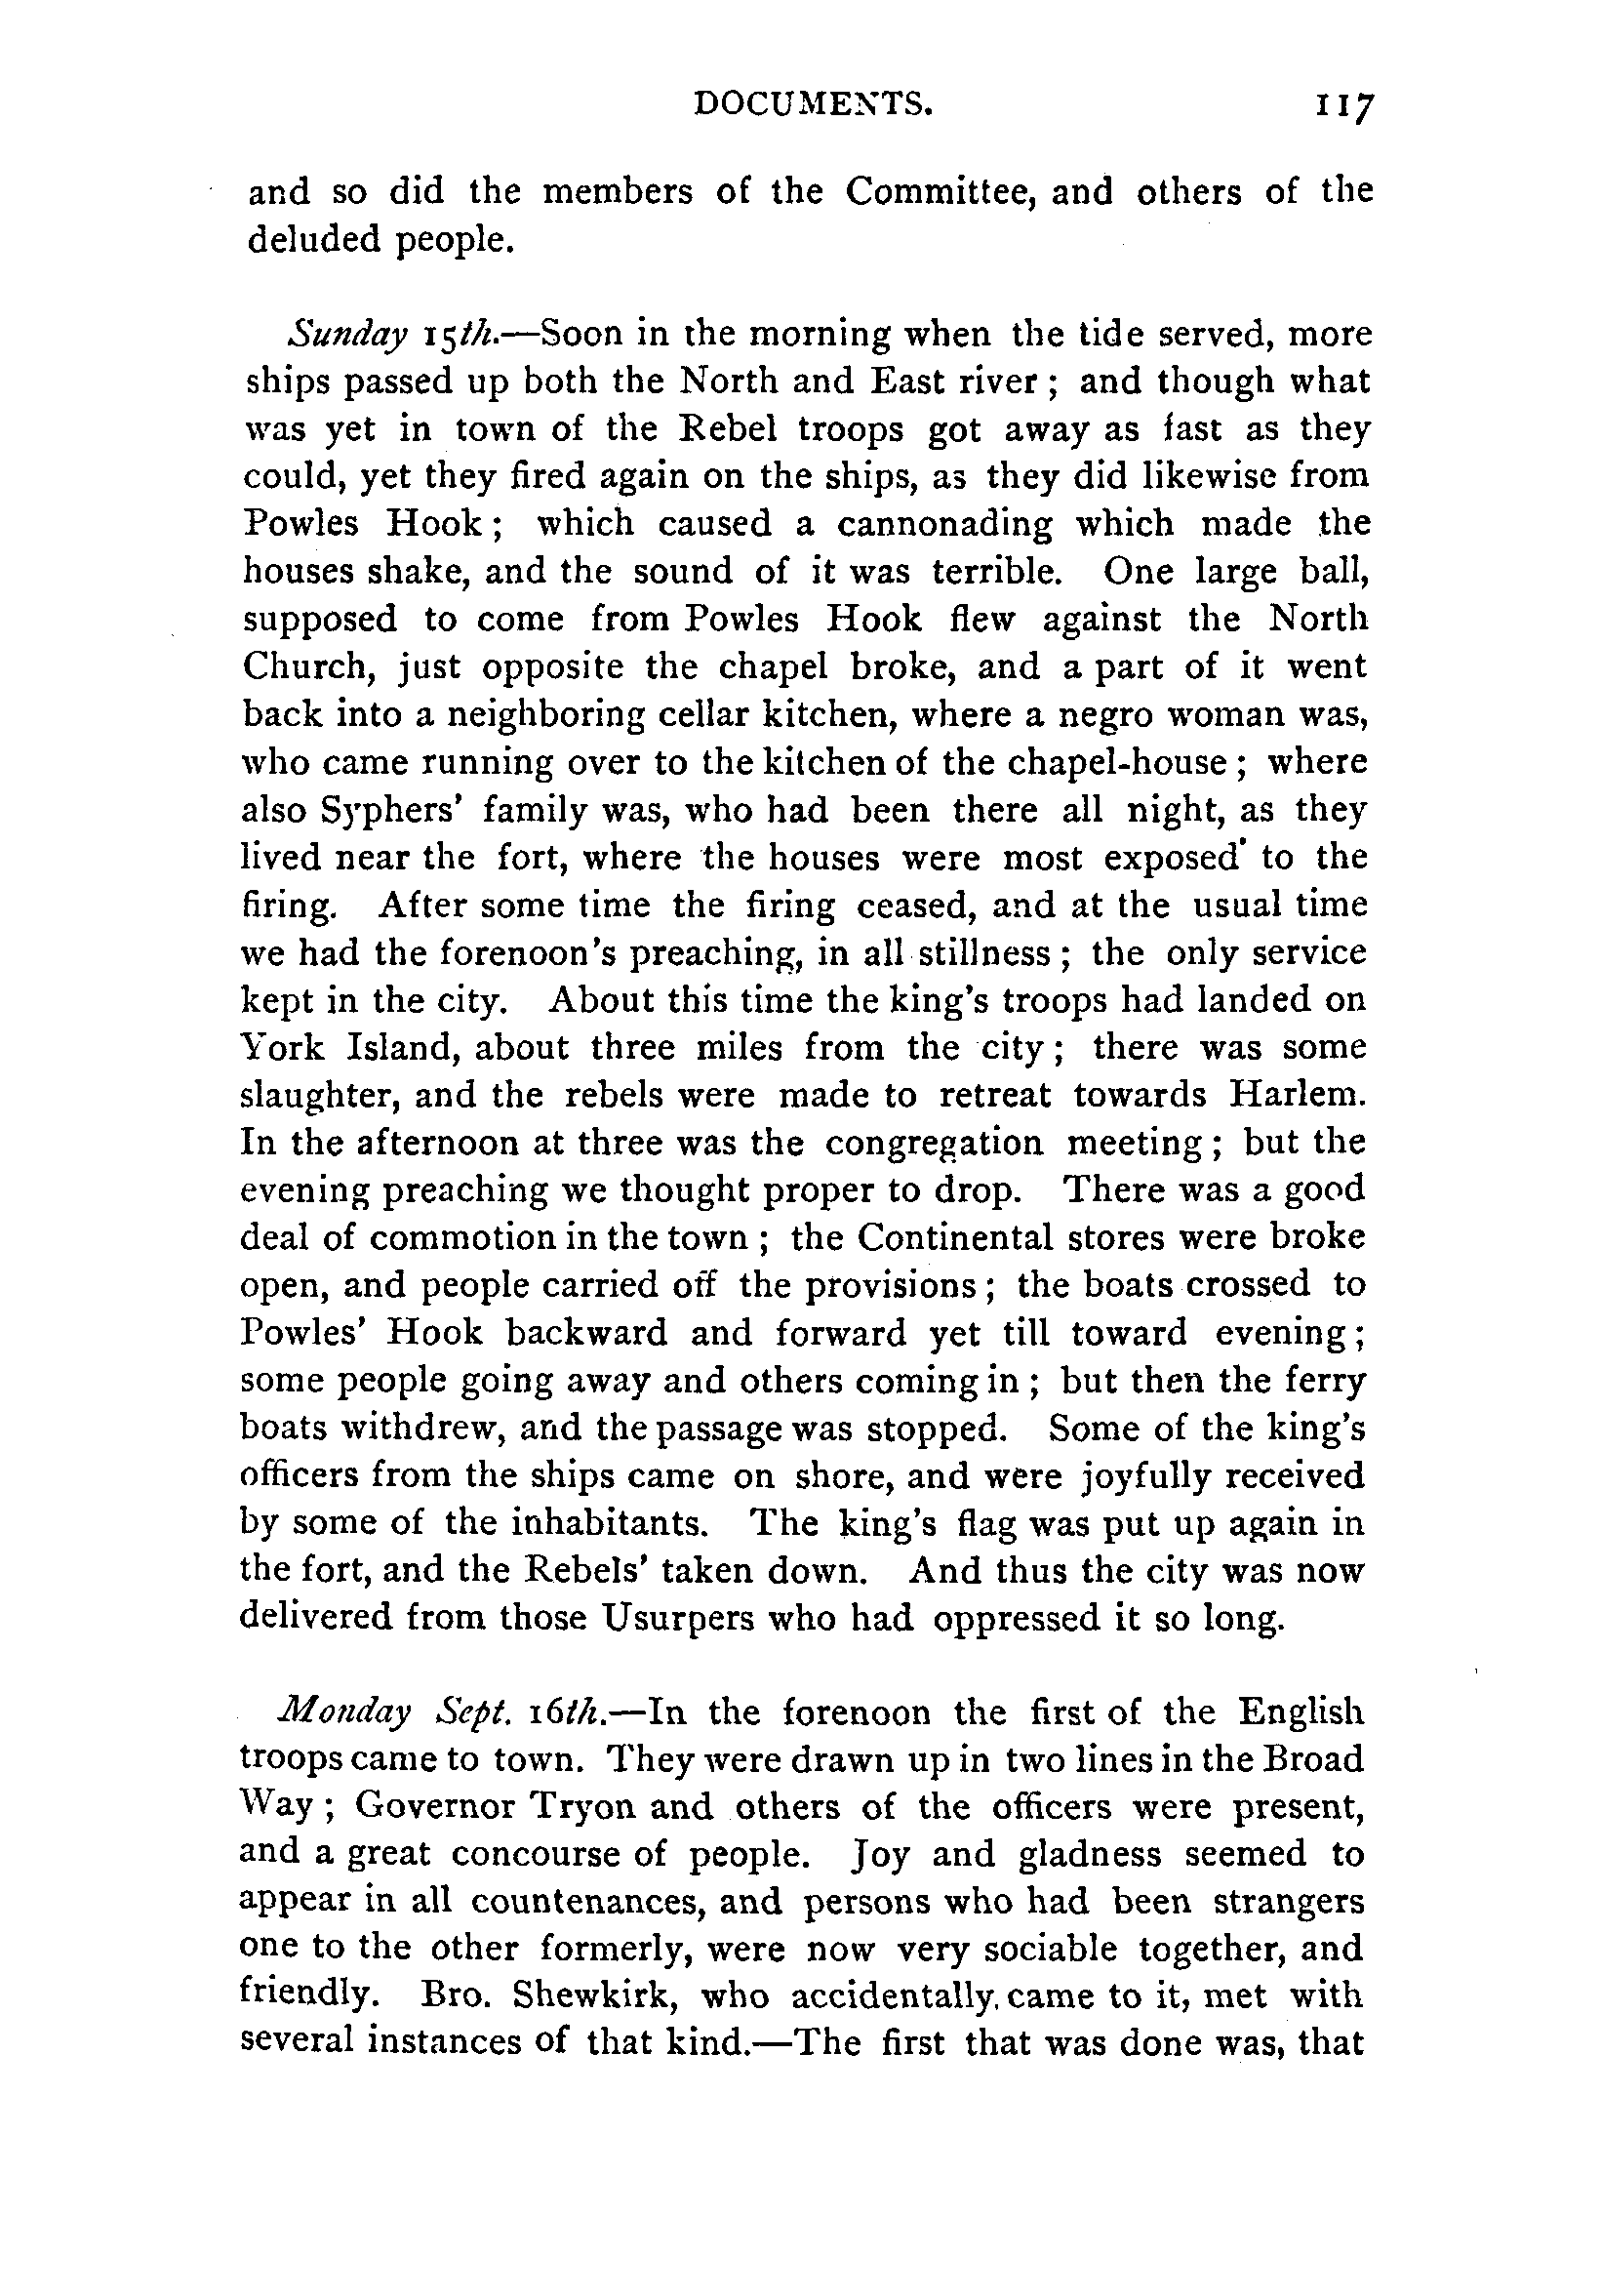 DOCUMENTS. 117
and so did the members of the Committee, and others of the
deluded people.
Sunday 15th.—Soon in the morning when the tide served, more
ships passed up both the North and East river; and though what
was yet in town of the Rebel troops got away as fast as they
could, yet they fired again on the ships, as they did likewise from
Powles Hook; which caused a cannonading which made the
houses shake, and the sound of it was terrible. One large ball,
supposed to come from Powles Hook flew against the North
Church, just opposite the chapel broke, and a part of it went
back into a neighboring cellar kitchen, where a negro woman was,
who came running over to the kitchen of the chapel-house; where
also Syphers' family was, who had been there all night, as they
lived near the fort, where the houses were most exposed to the
firing. After some time the firing ceased, and at the usual time
we had the forenoon's preaching, in all stillness; the only service
kept in the city. About this time the king's troops had landed on
York Island, about three miles from the city; there was some
slaughter, and the rebels were made to retreat towards Harlem.
In the afternoon at three was the congregation meeting; but the
evening preaching we thought proper to drop. There was a good
deal of commotion in the town; the Continental stores were broke
open, and people carried off the provisions; the boats crossed to
Powles' Hook backward and forward yet till toward evening;
some people going away and others coming in; but then the ferry
boats withdrew, and the passage was stopped. Some of the king's
officers from the ships came on shore, and were joyfully received
by some of the inhabitants. The king's flag was put up again in
the fort, and the Rebels' taken down. And thus the city was now
delivered from those Usurpers who had oppressed it so long.
Monday Sept. 16th.—In the forenoon the first of the English
troops came to town. They were drawn up in two lines in the Broad
Way; Governor Tryon and others of the officers were present,
and a great concourse of people. Joy and gladness seemed to
appear in all countenances, and persons who had been strangers
one to the other formerly, were now very sociable together, and
friendly. Bro. Shewkirk, who accidentally came to it, met with
several instances of that kind.—The first that was done was, that